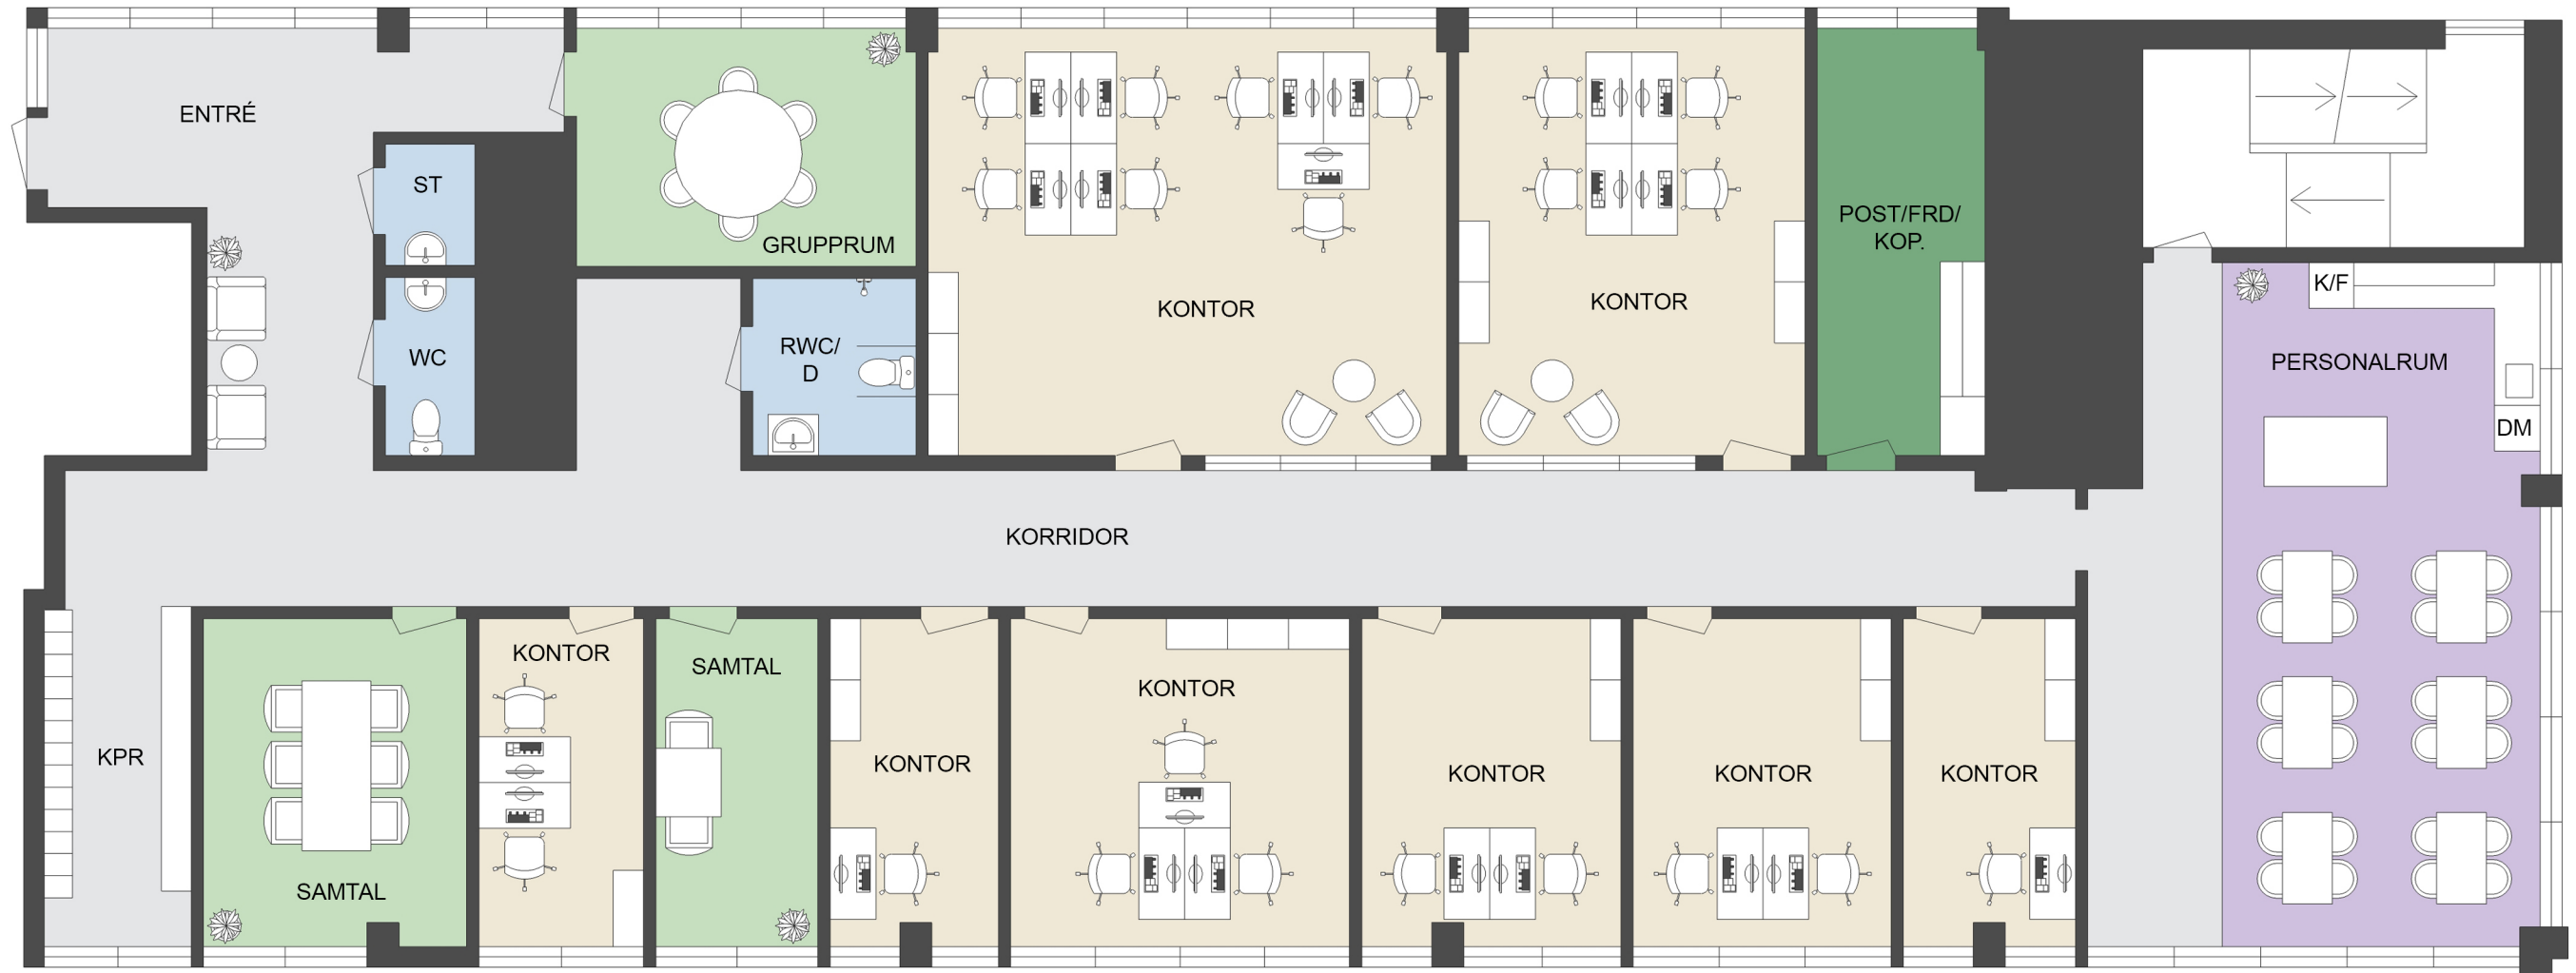 ENTRÉ
ST
GRUPPRUM
WC
RWC/
D
KONTOR
KONTOR
POST/FRD/
KOP.
K/F
PERSONALRUM
DM
KORRIDOR
KPR
SAMTAL
KONTOR
SAMTAL
KONTOR
KONTOR
KONTOR
KONTOR
KONTOR